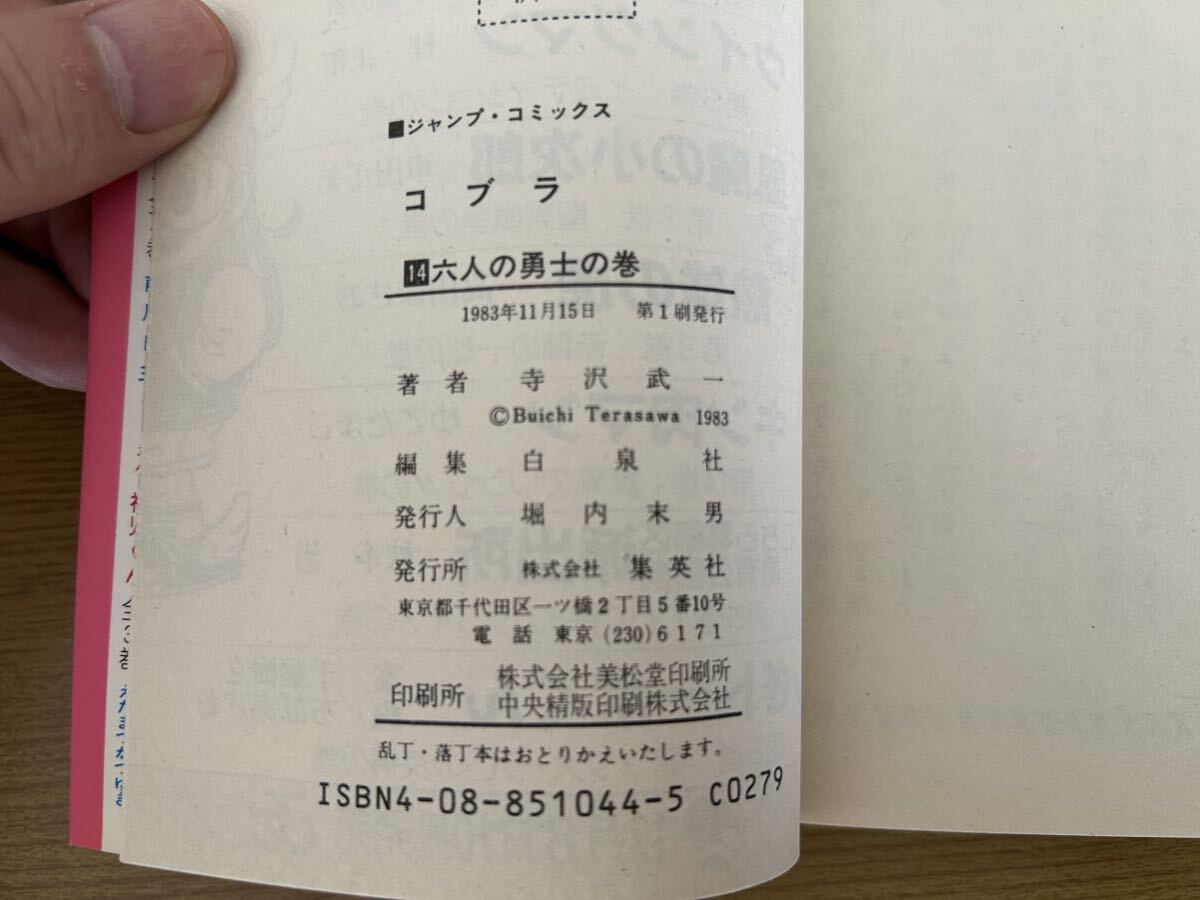 ■ジャンプ・コミックス
コブラ
14六人の勇士の巻
1983年11月15日 第1刷発行
著者 寺沢武一
©Buichi Terasawa 1983
編集 白泉社
発行人 堀内末男
発行所 株式会社 集英社
東京都千代田区一ツ橋2丁目5番10号
電話 東京(230)6171
印刷所 株式会社美松堂印刷所
中央精版印刷株式会社
乱丁・落丁本はおとりかえいたします。
ISBN4-08-851044-5 C0279